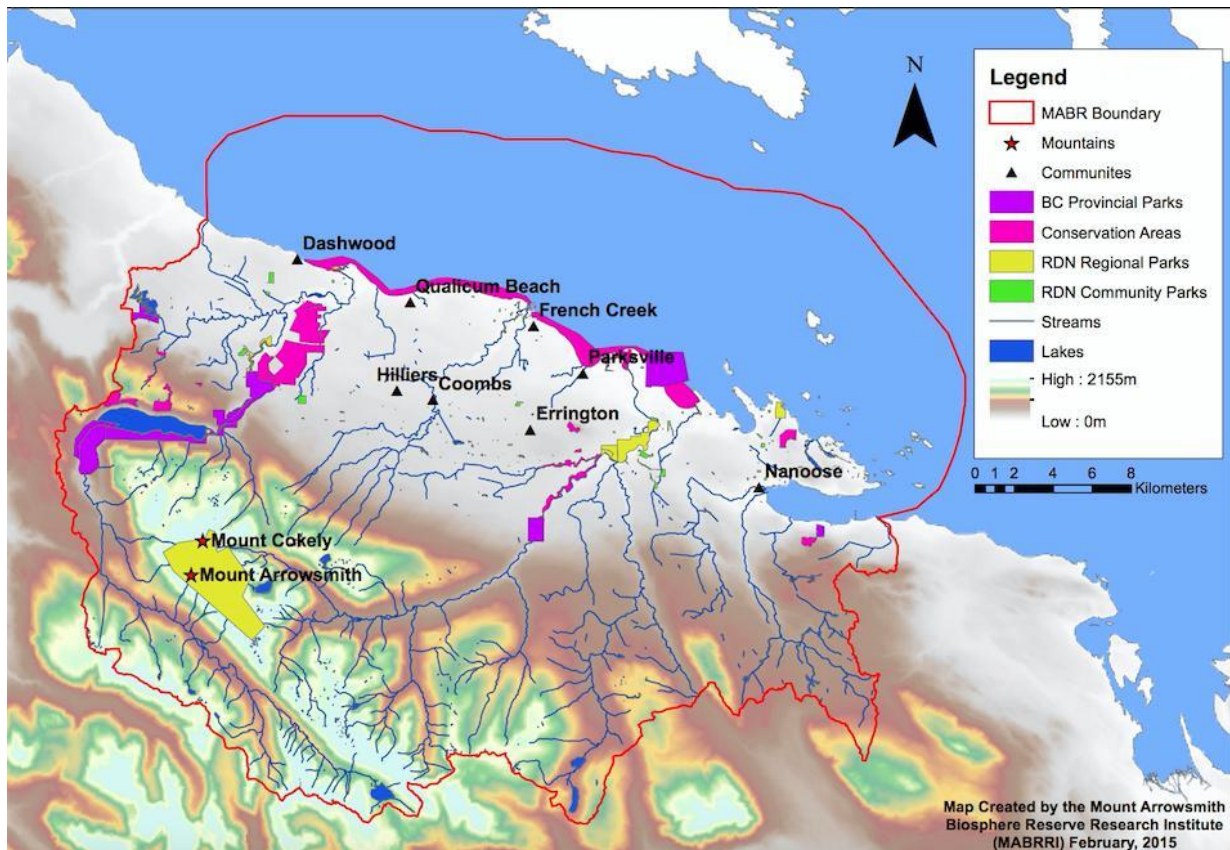 N
Legend
MABR Boundary
Mountains
Communites
BC Provincial Parks
Conservation Areas
RDN Regional Parks
RDN Community Parks
Streams
Lakes
High : 2155m
Low : 0m
0 1 2 4 6 8
Kilometers
Dashwood
Qualicum Beach
French Creek
Parksville
Hilliers
Coombs
Errington
Nanoose
Mount Cokely
Mount Arrowsmith
Map Created by the Mount Arrowsmith
Biosphere Reserve Research Institute
(MABRRI) February, 2015